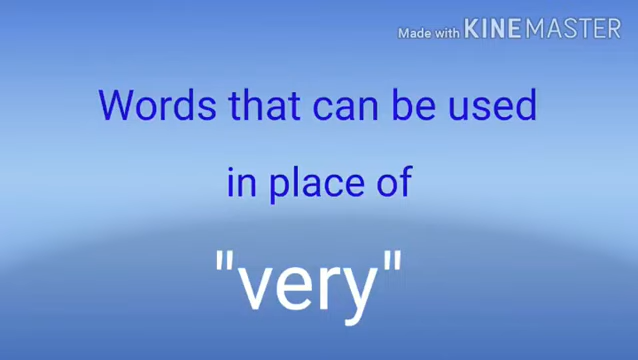 Made with KINEMASTER
Words that can be used
in place of
"very"